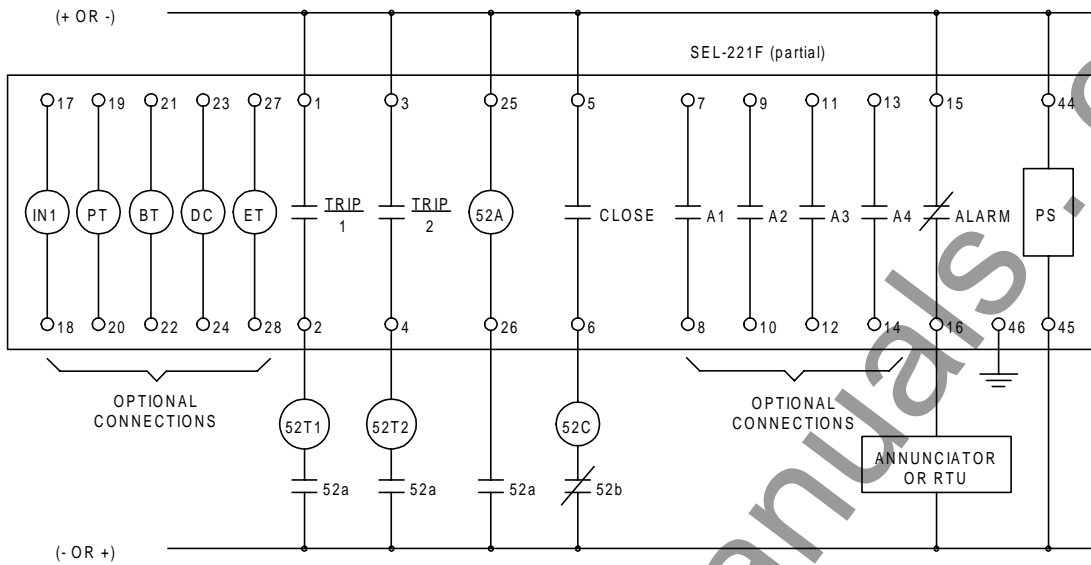 (+ OR -)
SEL-221F (partial)
17 19 21 23 27 1 3 25 5 7 9 11 13 15 44
IN1 PT BT DC ET TRIP 1 TRIP 2 52A CLOSE A1 A2 A3 A4 ALARM PS
18 20 22 24 28 2 4 26 6 8 10 12 14 16 46 45
OPTIONAL
CONNECTIONS
52T1 52T2 52C
OPTIONAL
CONNECTIONS
ANNUNCIATOR
OR RTU
52a 52a 52a 52b
(- OR +)